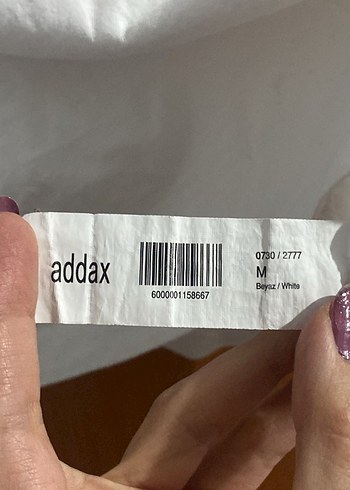 addax
6000001158667
0730 / 2777
M
Beyaz / White